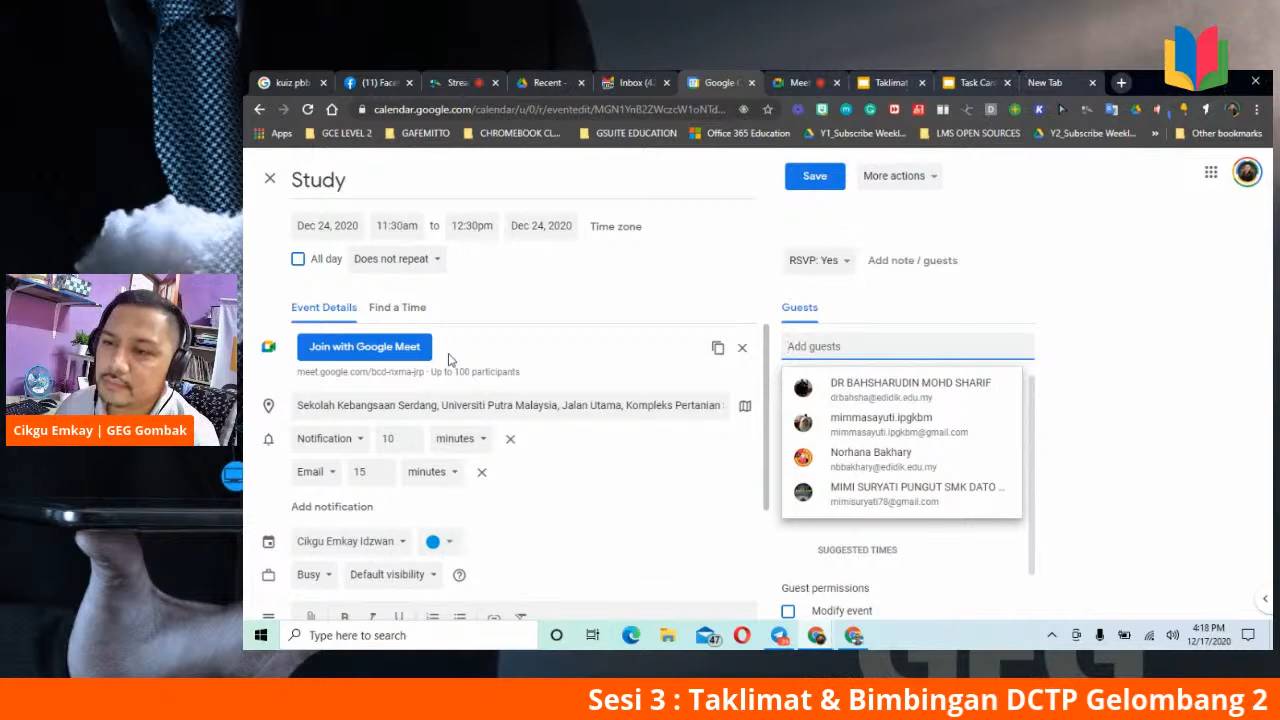 kuiz pbb
(11) Face
Strea
Recent -
Inbox (4
Google C
Meet
Taklimat
Task Car
New Tab
calendar.google.com/calendar/u/0/r/eventedit/MGN1YnB2ZWczcW1oNTd...
Apps
GCE LEVEL 2
GAFEMITTO
CHROMEBOOK CL...
GSUITE EDUCATION
Office 365 Education
Y1_Subscribe Weekl...
LMS OPEN SOURCES
Y2_Subscribe Weekl...
»
Other bookmarks
Study
Save
More actions
Dec 24, 2020 11:30am to 12:30pm Dec 24, 2020 Time zone
All day Does not repeat
RSVP: Yes Add note / guests
Event Details Find a Time
Guests
Join with Google Meet
meet.google.com/bcd-nxma-jrp · Up to 100 participants
Add guests
Sekolah Kebangsaan Serdang, Universiti Putra Malaysia, Jalan Utama, Kompleks Pertanian
Notification 10 minutes
Email 15 minutes
Add notification
Cikgu Emkay Idzwan
Busy Default visibility
DR BAHSHARUDIN MOHD SHARIF
drbahsha@edidik.edu.my
mimmasayuti.ipgkbm
mimmasayuti.ipgkbm@gmail.com
Norhana Bakhary
nbbakhary@edidik.edu.my
MIMI SURYATI PUNGUT SMK DATO ...
mimisuryati78@gmail.com
SUGGESTED TIMES
Guest permissions
Modify event
Cikgu Emkay | GEG Gombak
Type here to search
47
4:18 PM
12/17/2020
GEG
Sesi 3 : Taklimat & Bimbingan DCTP Gelombang 2